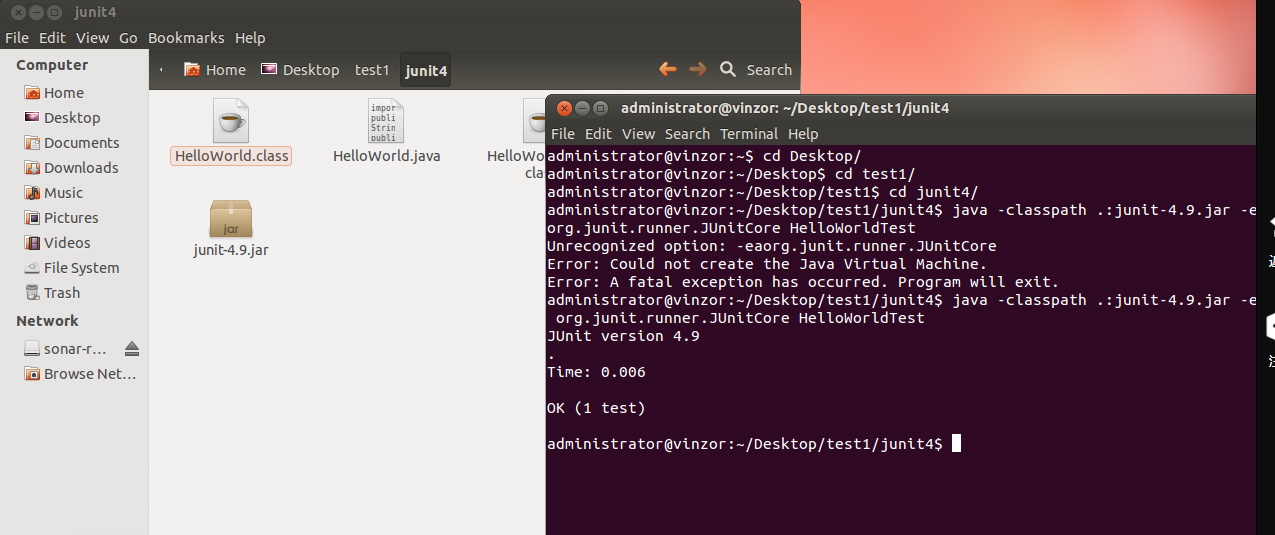 junit4
File Edit View Go Bookmarks Help
Computer
Home
Desktop
Documents
Downloads
Music
Pictures
Videos
File System
Trash
Network
sonar-r...
Browse Net...
Home Desktop test1 junit4 Search
impor
publi
Strin
publi
HelloWorld.class
HelloWorld.java
HelloWo
clas
jar
junit-4.9.jar
administrator@vinzor: ~/Desktop/test1/junit4
File Edit View Search Terminal Help
administrator@vinzor:~$ cd Desktop/
administrator@vinzor:~/Desktop$ cd test1/
administrator@vinzor:~/Desktop/test1$ cd junit4/
administrator@vinzor:~/Desktop/test1/junit4$ java -classpath .:junit-4.9.jar -e
org.junit.runner.JUnitCore HelloWorldTest
Unrecognized option: -eaorg.junit.runner.JUnitCore
Error: Could not create the Java Virtual Machine.
Error: A fatal exception has occurred. Program will exit.
administrator@vinzor:~/Desktop/test1/junit4$ java -classpath .:junit-4.9.jar -e
org.junit.runner.JUnitCore HelloWorldTest
JUnit version 4.9
.
Time: 0.006
OK (1 test)
administrator@vinzor:~/Desktop/test1/junit4$